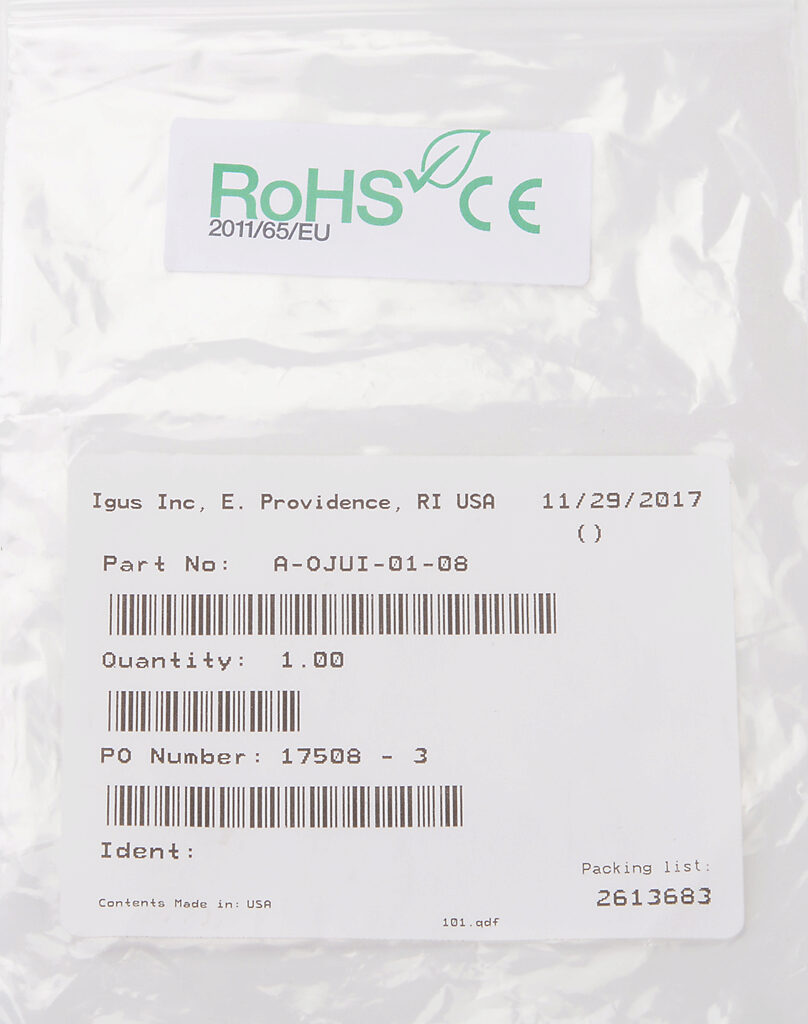 RoHS CE
2011/65/EU
Igus Inc, E. Providence, RI USA 11/29/2017
()
Part No: A-OJUI-01-08
Quantity: 1.00
PO Number: 17508 - 3
Ident:
Packing list:
2613683
Contents Made in: USA
101.qdf